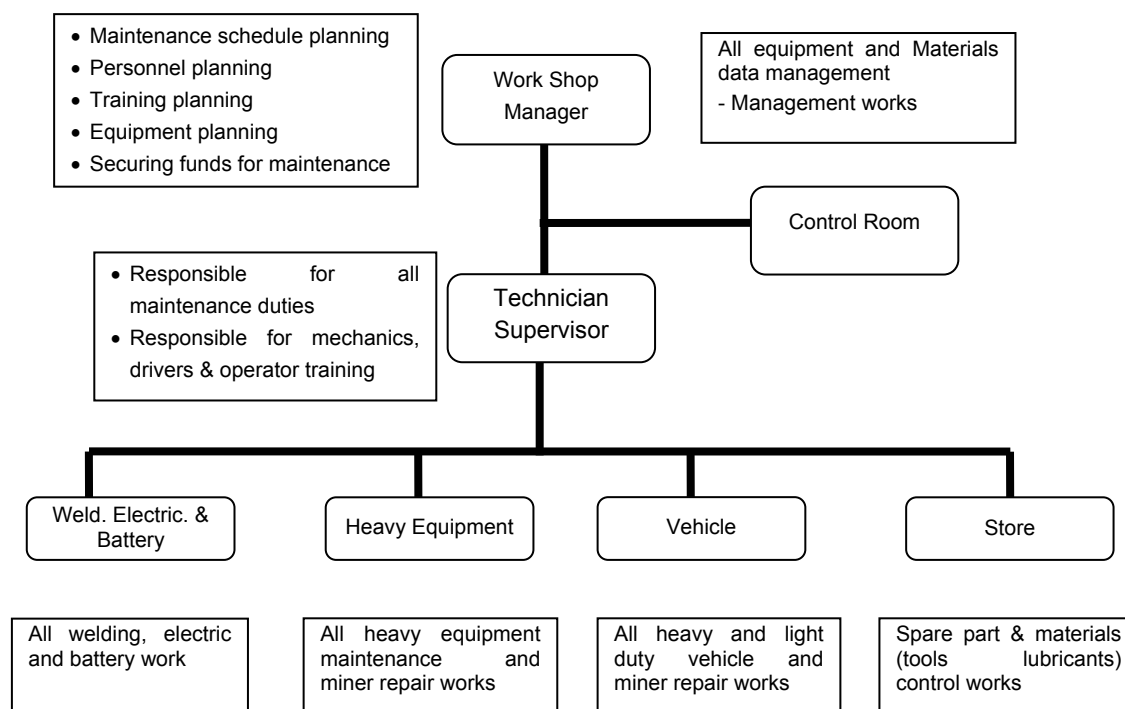 • Maintenance schedule planning
• Personnel planning
• Training planning
• Equipment planning
• Securing funds for maintenance
Work Shop
Manager
All equipment and Materials
data management
- Management works
Control Room
• Responsible for all
maintenance duties
• Responsible for mechanics,
drivers & operator training
Technician
Supervisor
Weld. Electric. &
Battery
Heavy Equipment
Vehicle
Store
All welding, electric
and battery work
All heavy equipment
maintenance and
miner repair works
All heavy and light
duty vehicle and
miner repair works
Spare part & materials
(tools lubricants)
control works